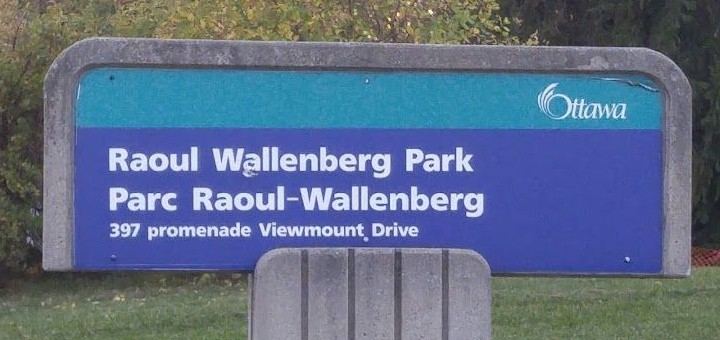 Ottawa
Raoul Wallenberg Park
Parc Raoul-Wallenberg
397 promenade Viewmount Drive